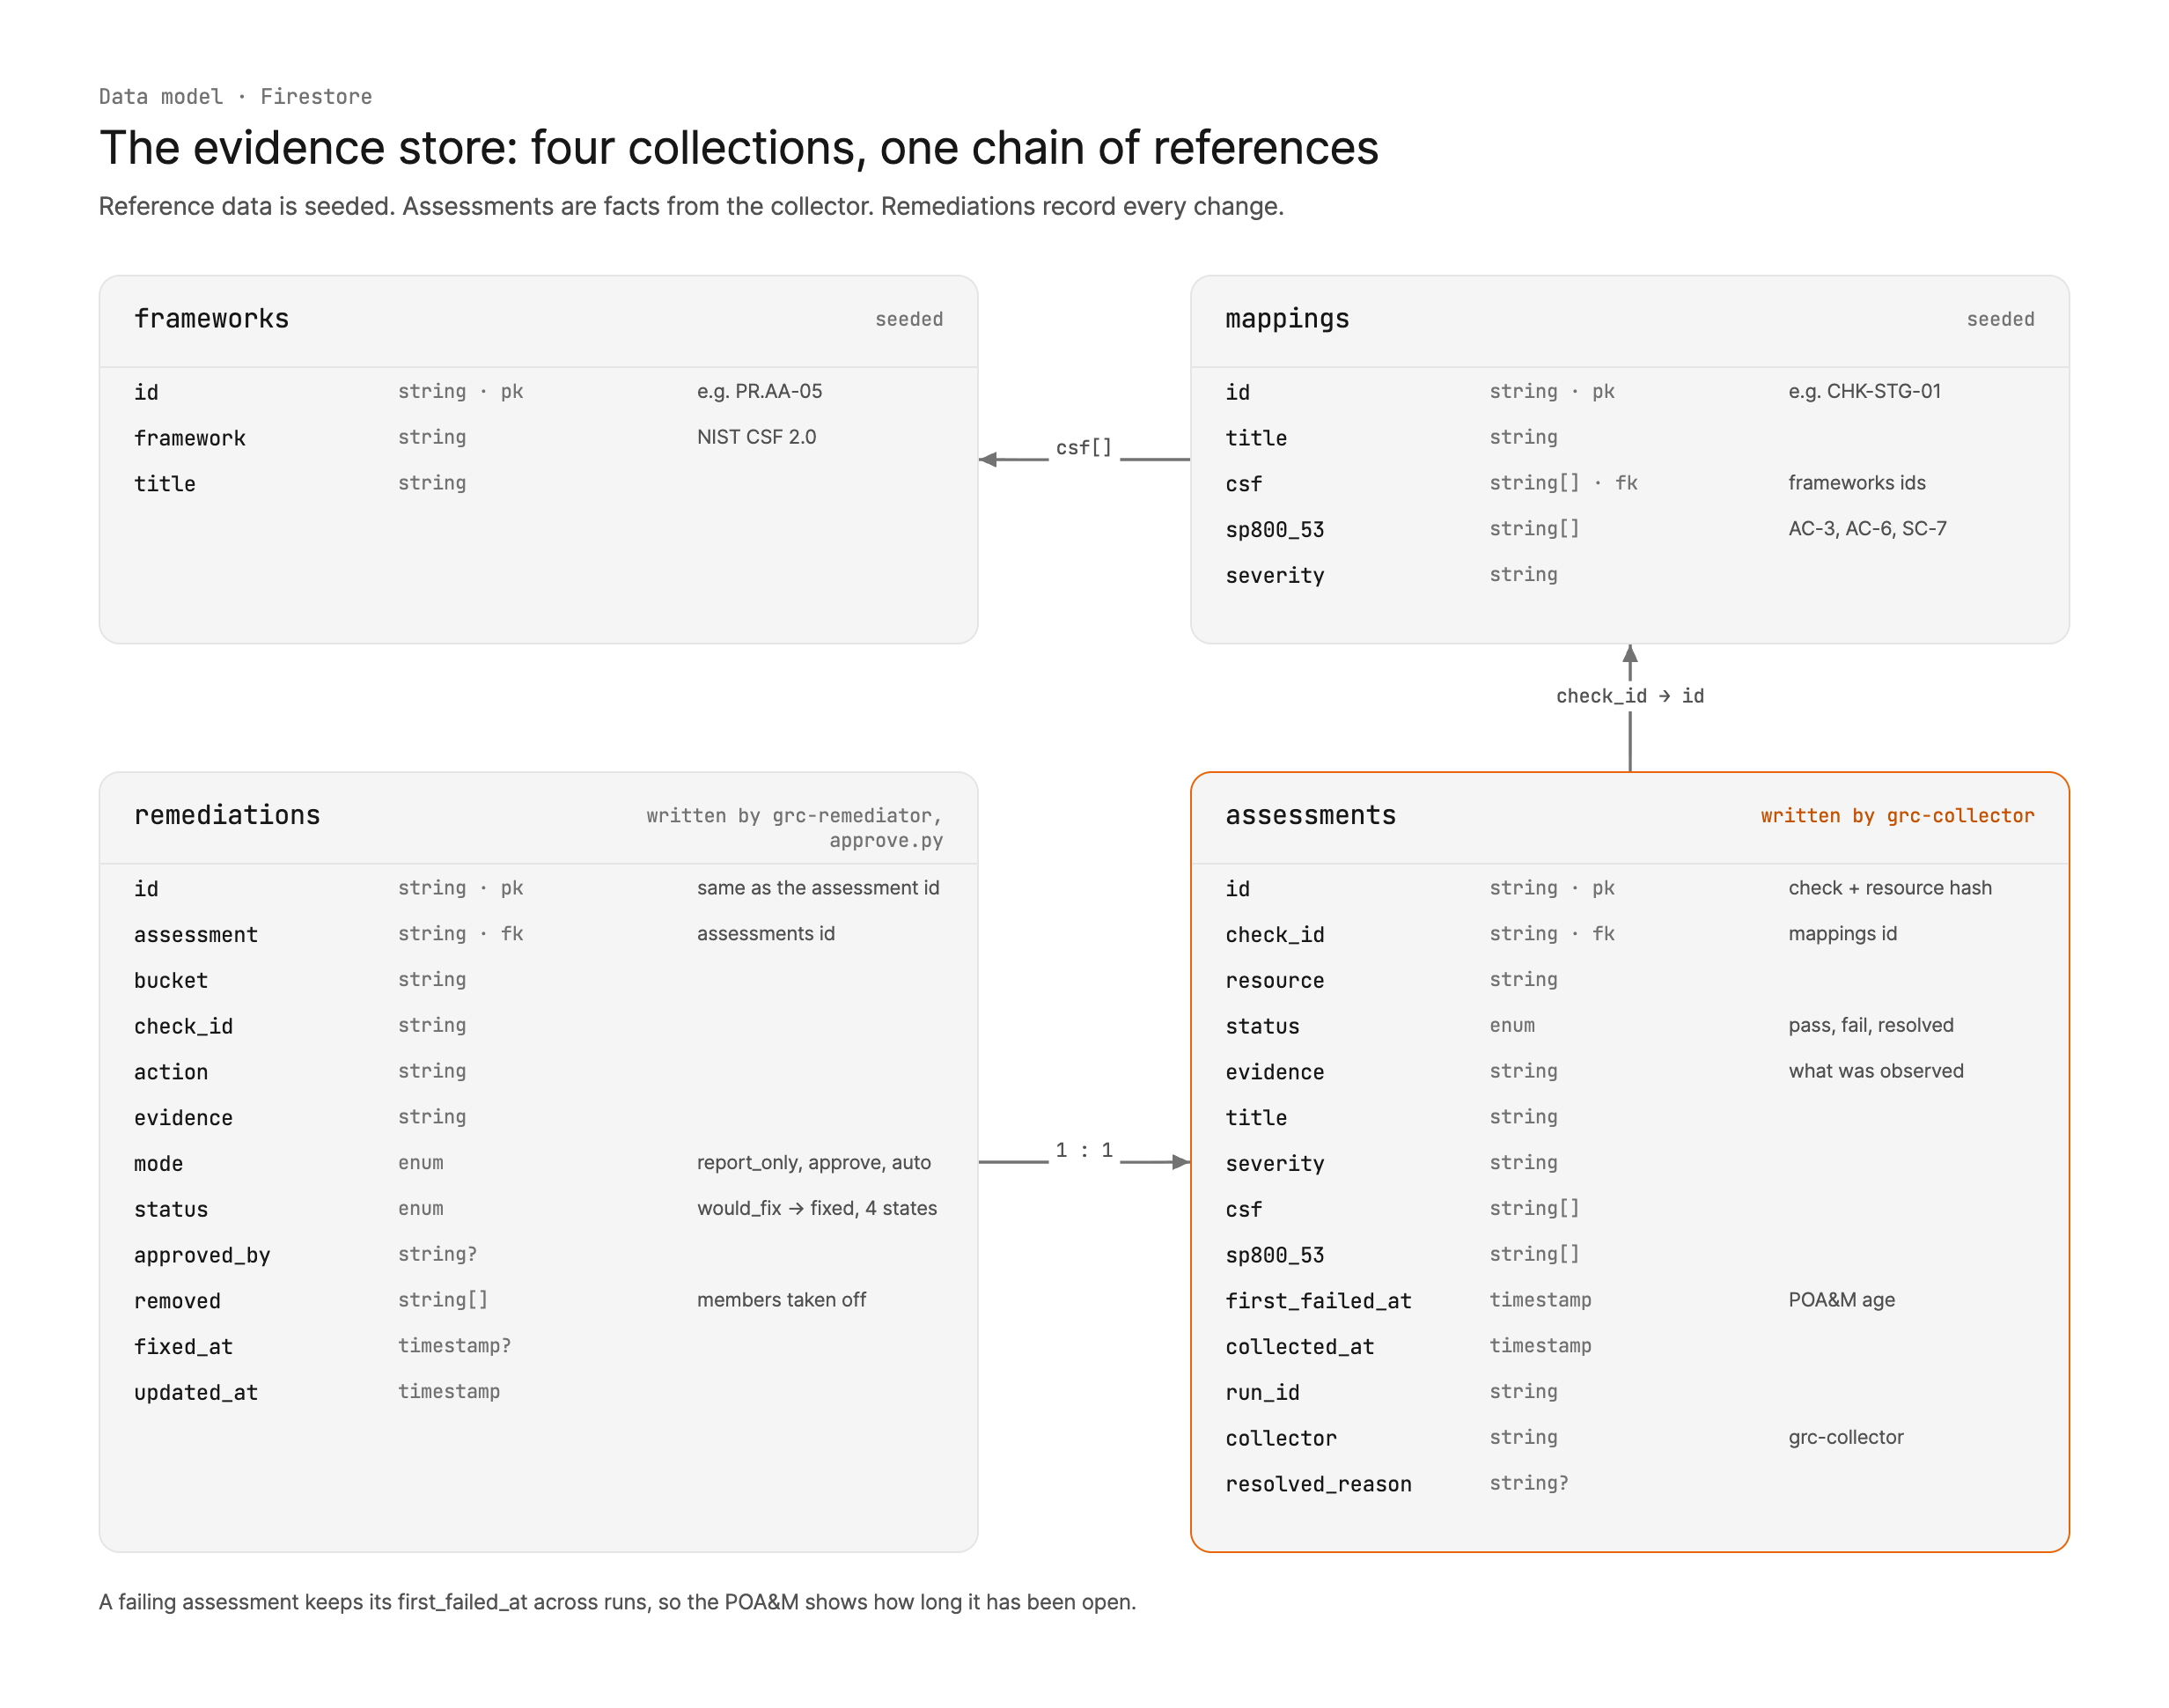 Data model · Firestore
The evidence store: four collections, one chain of references
Reference data is seeded. Assessments are facts from the collector. Remediations record every change.
frameworks seeded
id string · pk e.g. PR.AA-05
framework string NIST CSF 2.0
title string
csf[]
mappings seeded
id string · pk e.g. CHK-STG-01
title string
csf string[] · fk frameworks ids
sp800_53 string[] AC-3, AC-6, SC-7
severity string
check_id → id
remediations written by grc-remediator,
approve.py
id string · pk same as the assessment id
assessment string · fk assessments id
bucket string
check_id string
action string
evidence string
mode enum report_only, approve, auto
status enum would_fix → fixed, 4 states
approved_by string?
removed string[] members taken off
fixed_at timestamp?
updated_at timestamp
1 : 1
assessments written by grc-collector
id string · pk check + resource hash
check_id string · fk mappings id
resource string
status enum pass, fail, resolved
evidence string what was observed
title string
severity string
csf string[]
sp800_53 string[]
first_failed_at timestamp POA&M age
collected_at timestamp
run_id string
collector string grc-collector
resolved_reason string?
A failing assessment keeps its first_failed_at across runs, so the POA&M shows how long it has been open.